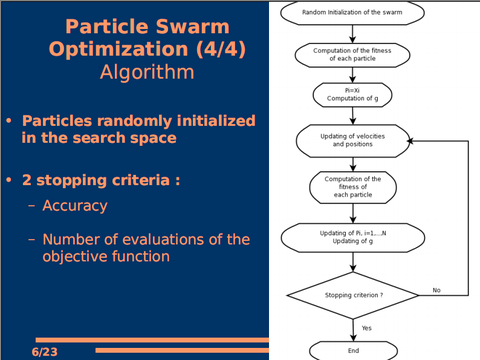 Particle Swarm
Optimization (4/4)
Algorithm
• Particles randomly initialized
in the search space
• 2 stopping criteria :
– Accuracy
– Number of evaluations of the
objective function
6/23
Random Initialization of the swarm
Computation of the fitness
of each particle
Pi=Xi
Computation of g
Updating of velocities
and positions
Computation of the
fitness of
each particle
Updating of Pi, i=1,...,N
Updating of g
Stopping criterion ?
No
Yes
End